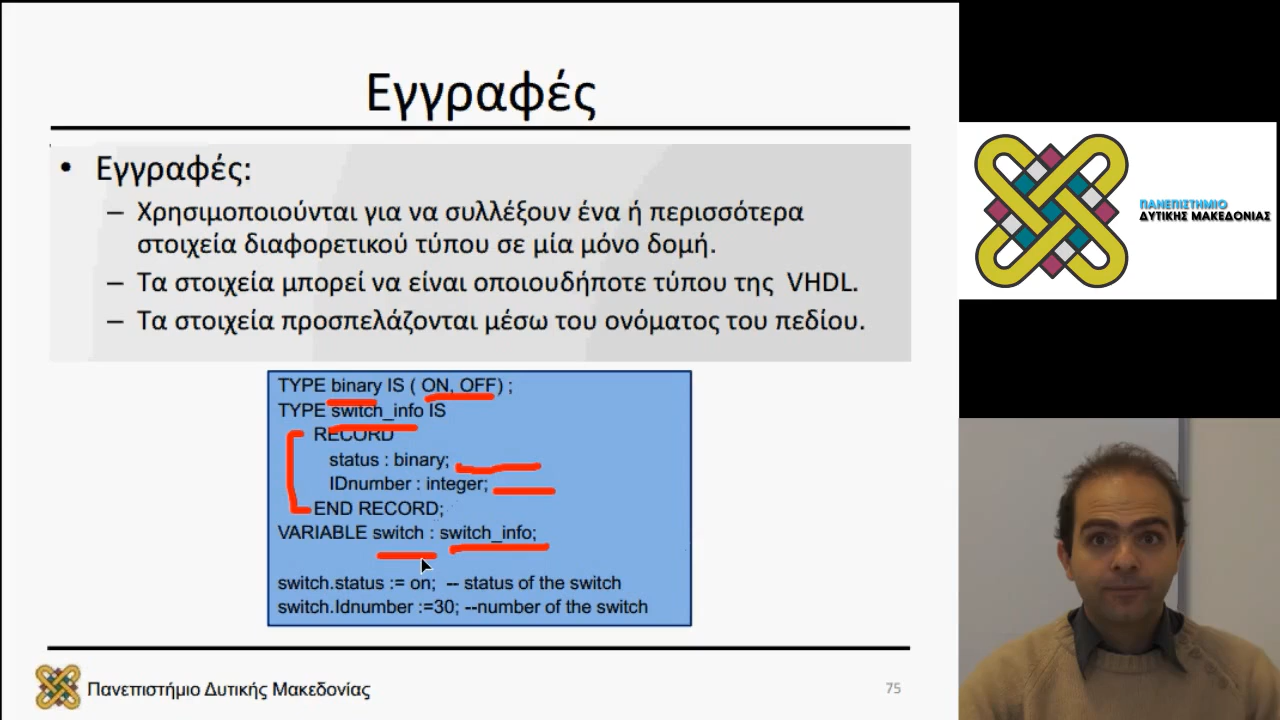 Εγγραφές
• Εγγραφές:
– Χρησιμοποιούνται για να συλλέξουν ένα ή περισσότερα
στοιχεία διαφορετικού τύπου σε μία μόνο δομή.
– Τα στοιχεία μπορεί να είναι οποιουδήποτε τύπου της VHDL.
– Τα στοιχεία προσπελάζονται μέσω του ονόματος του πεδίου.
TYPE binary IS ( ON, OFF) ;
TYPE switch_info IS
RECORD
status : binary;
IDnumber : integer;
END RECORD;
VARIABLE switch : switch_info;
switch.status := on; -- status of the switch
switch.Idnumber :=30; --number of the switch
Πανεπιστήμιο Δυτικής Μακεδονίας
75
ΠΑΝΕΠΙΣΤΗΜΙΟ
ΔΥΤΙΚΗΣ ΜΑΚΕΔΟΝΙΑΣ